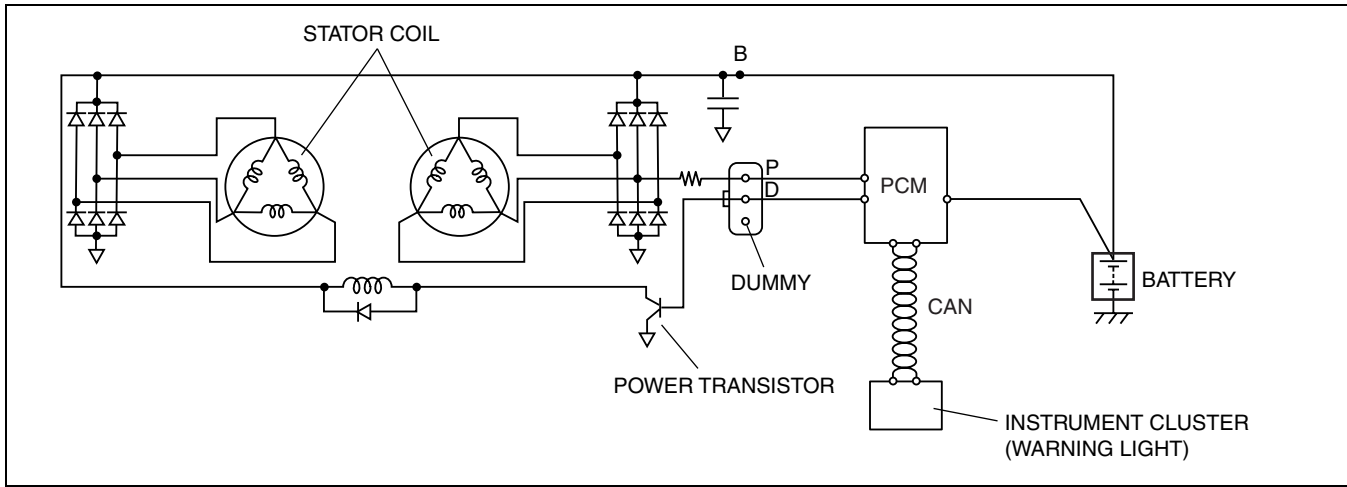 STATOR COIL
B
P
D
PCM
DUMMY
BATTERY
CAN
POWER TRANSISTOR
INSTRUMENT CLUSTER
(WARNING LIGHT)